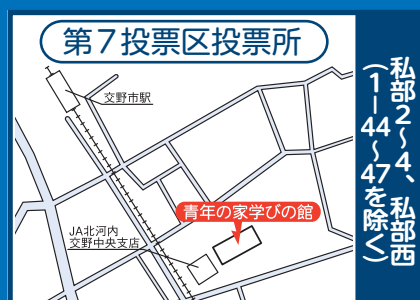 第7投票区投票所
交野市駅
青年の家学びの館
JA北河内
交野中央支店
私部2～4、私部西
(1―44～47を除く)